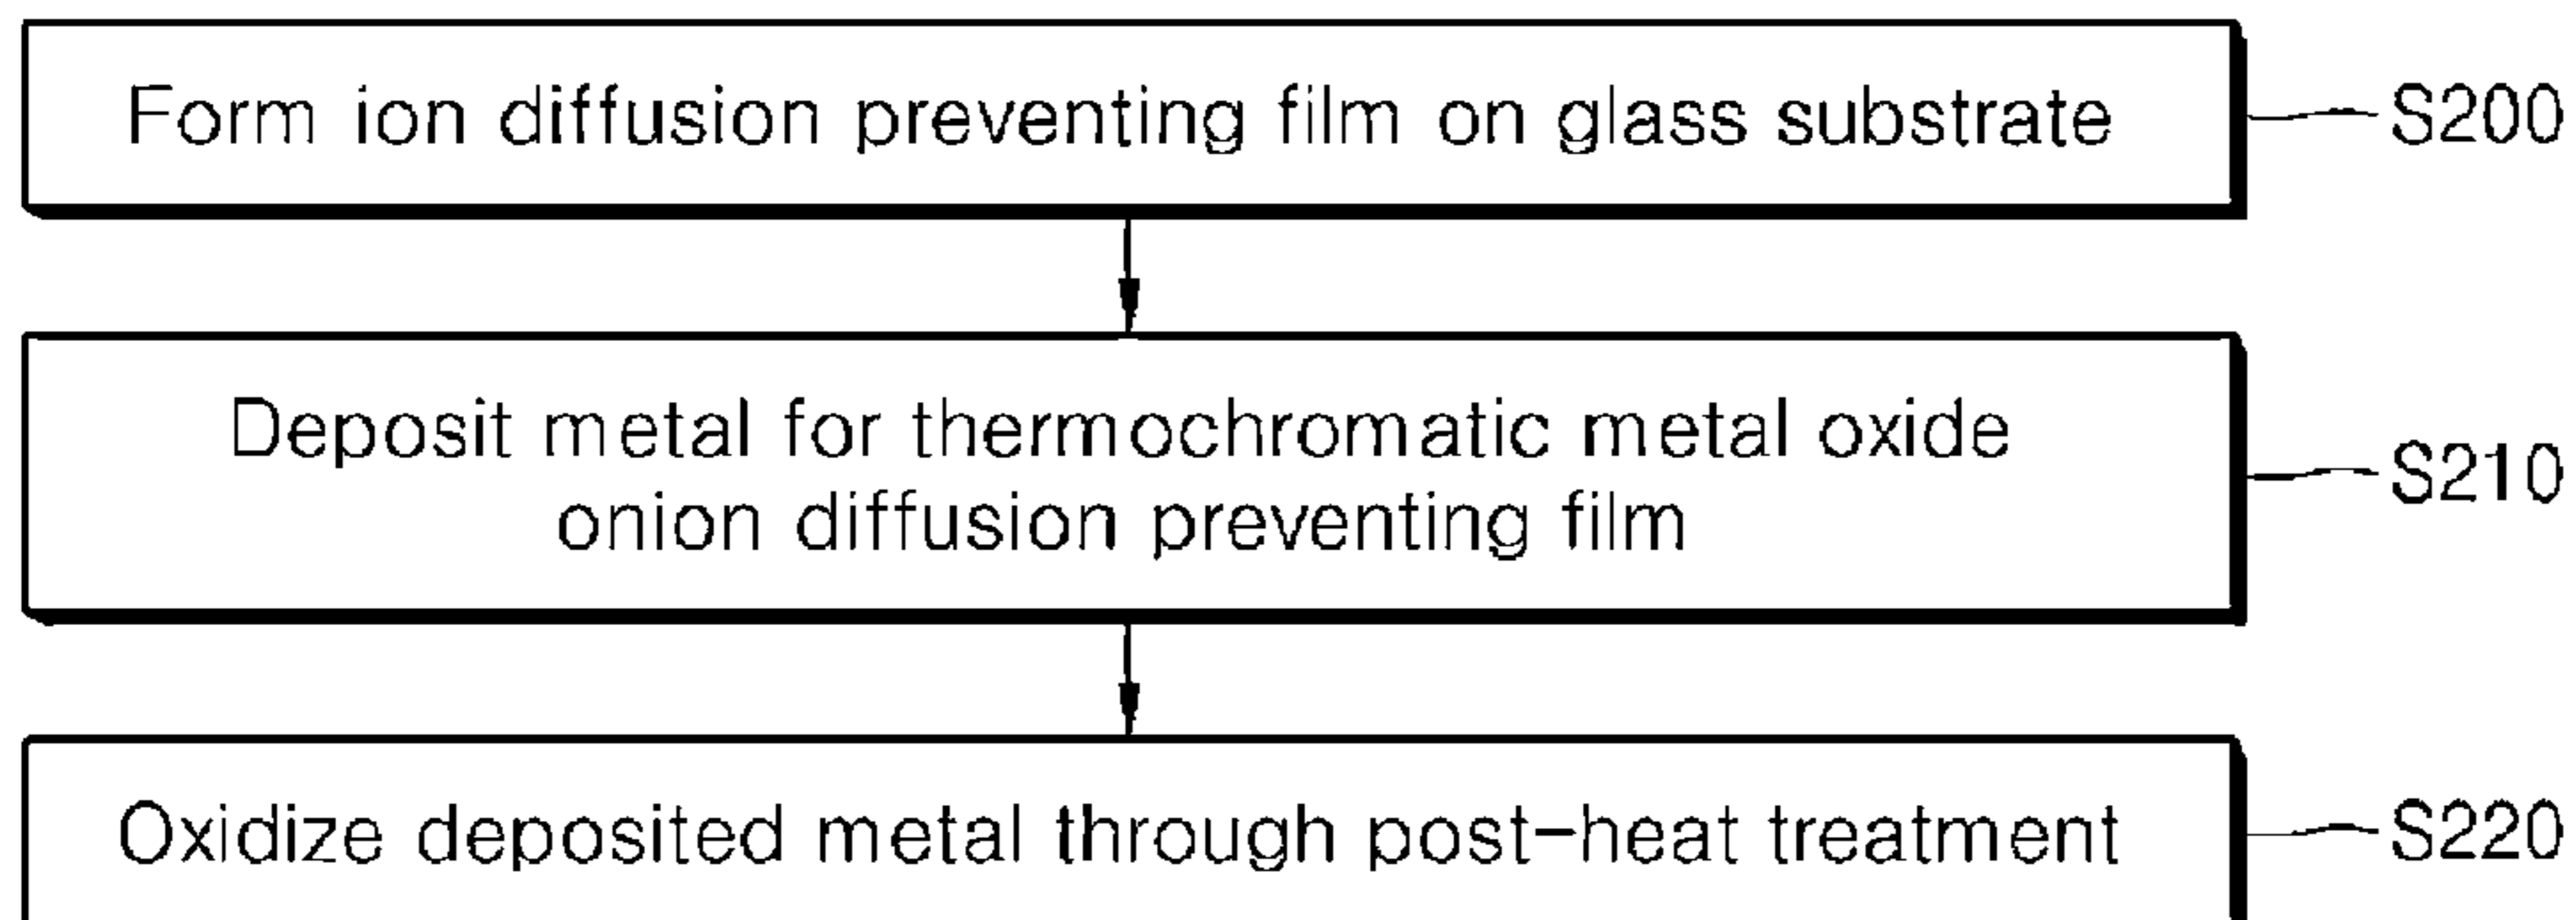 Form ion diffusion preventing film on glass substrate
S200
Deposit metal for thermochromatic metal oxide
onion diffusion preventing film
S210
Oxidize deposited metal through post-heat treatment
S220